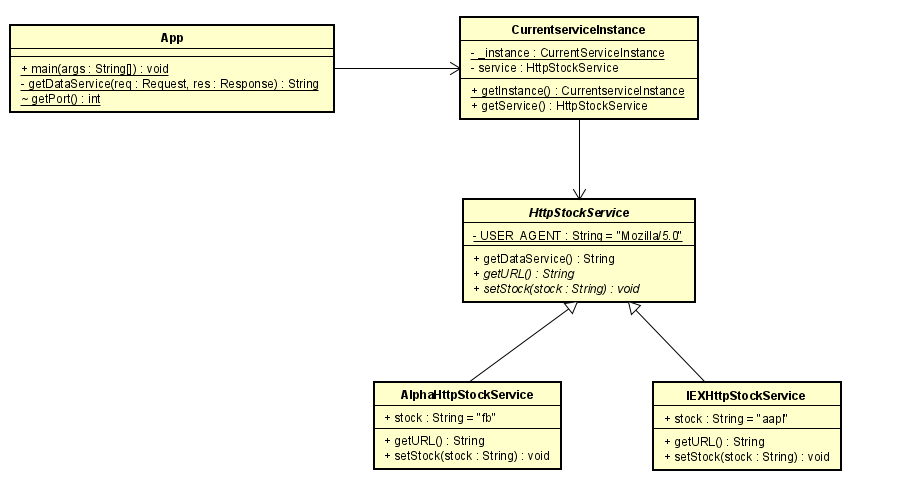 App
+ main(args : String[]) : void
- getDataService(req : Request, res : Response) : String
~ getPort() : int
CurrentserviceInstance
- _instance : CurrentServiceInstance
- service : HttpStockService
+ getInstance() : CurrentserviceInstance
+ getService() : HttpStockService
HttpStockService
- USER_AGENT : String = "Mozilla/5.0"
+ getDataService() : String
+ getURL() : String
+ setStock(stock : String) : void
AlphaHttpStockService
+ stock : String = "fb"
+ getURL() : String
+ setStock(stock : String) : void
IEXHttpStockService
+ stock : String = "aapl"
+ getURL() : String
+ setStock(stock : String) : void